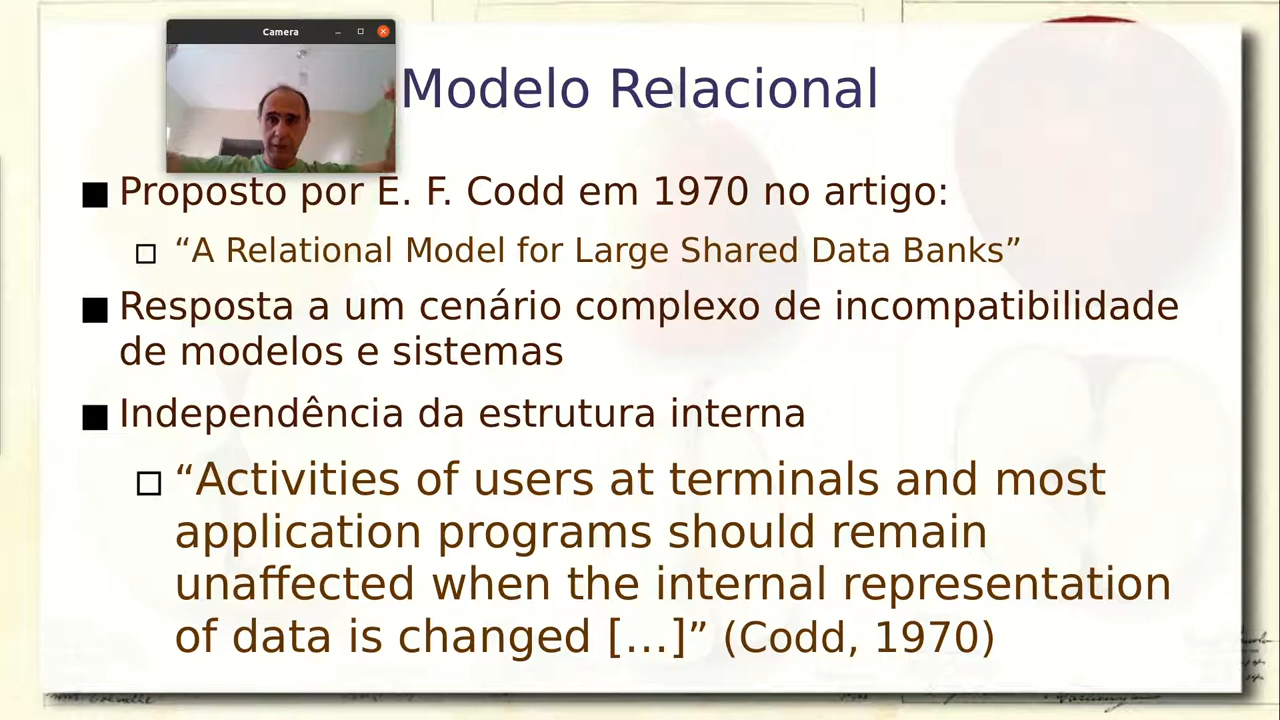 Camera
Modelo Relacional
Proposto por E. F. Codd em 1970 no artigo:
“A Relational Model for Large Shared Data Banks”
Resposta a um cenário complexo de incompatibilidade
de modelos e sistemas
Independência da estrutura interna
“Activities of users at terminals and most
application programs should remain
unaffected when the internal representation
of data is changed [...]” (Codd, 1970)